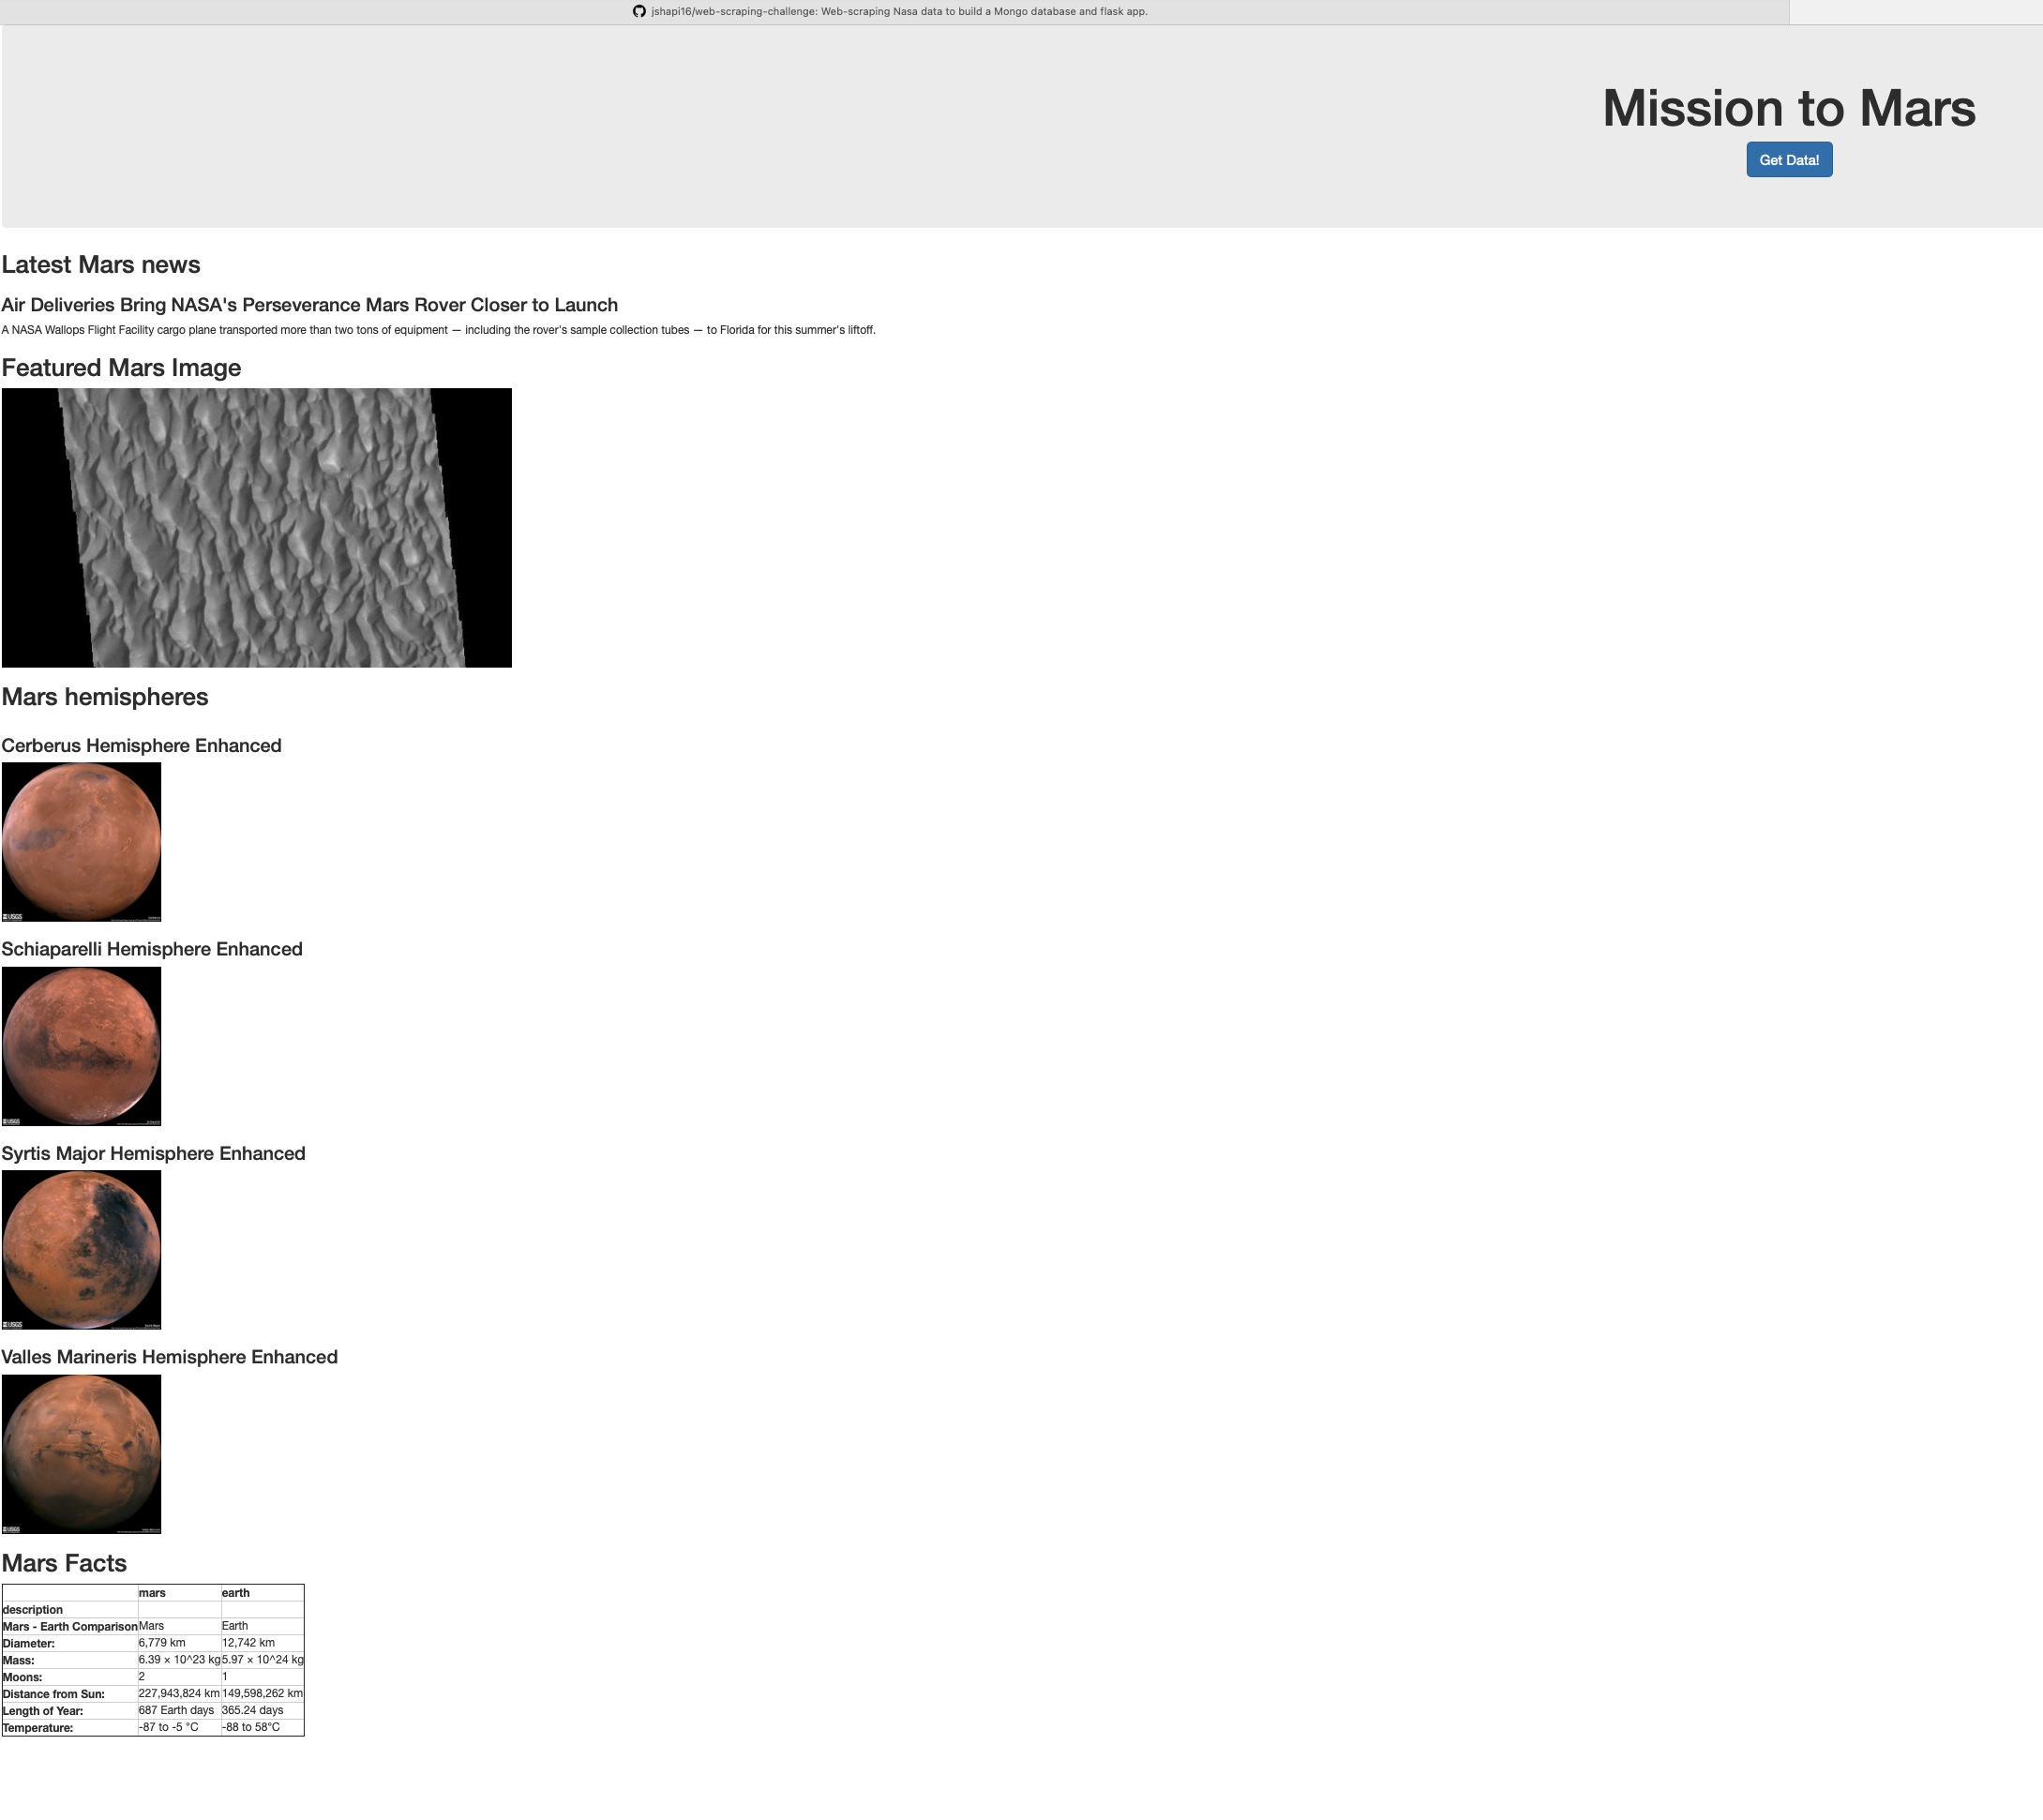 jshapi16/web-scraping-challenge: Web-scraping Nasa data to build a Mongo database and flask app.
Mission to Mars
Get Data!
Latest Mars news
Air Deliveries Bring NASA's Perseverance Mars Rover Closer to Launch
A NASA Wallops Flight Facility cargo plane transported more than two tons of equipment — including the rover's sample collection tubes — to Florida for this summer's liftoff.
Featured Mars Image
Mars hemispheres
Cerberus Hemisphere Enhanced
USGS
Schiaparelli Hemisphere Enhanced
USGS
Syrtis Major Hemisphere Enhanced
USGS
Valles Marineris Hemisphere Enhanced
USGS
Mars Facts
mars earth
description
Mars - Earth Comparison Mars Earth
Diameter: 6,779 km 12,742 km
Mass: 6.39 × 10^23 kg 5.97 × 10^24 kg
Moons: 2 1
Distance from Sun: 227,943,824 km 149,598,262 km
Length of Year: 687 Earth days 365.24 days
Temperature: -87 to -5 °C -88 to 58°C